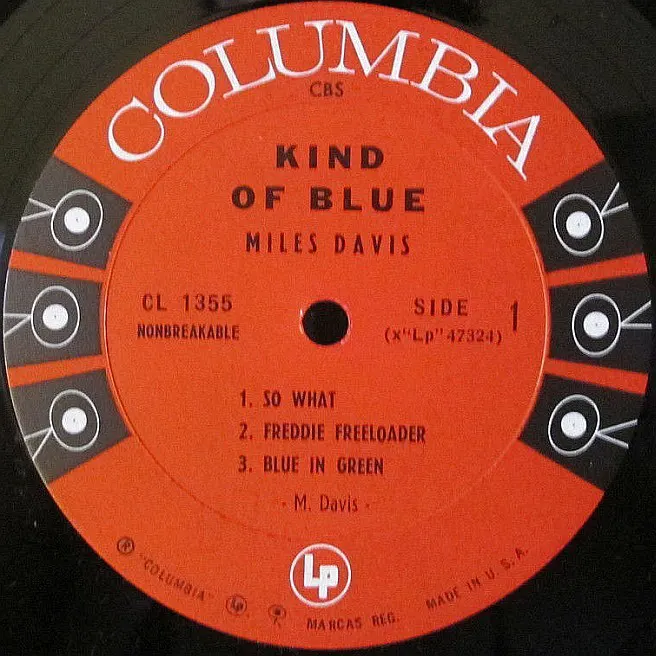 COLUMBIA
CBS
KIND
OF BLUE
MILES DAVIS
CL 1355
NONBREAKABLE
SIDE 1
(x"Lp" 47324)
1. SO WHAT
2. FREDDIE FREELOADER
3. BLUE IN GREEN
- M. Davis -
Lp
® "COLUMBIA" Lp MARCAS REG. MADE IN U.S.A.